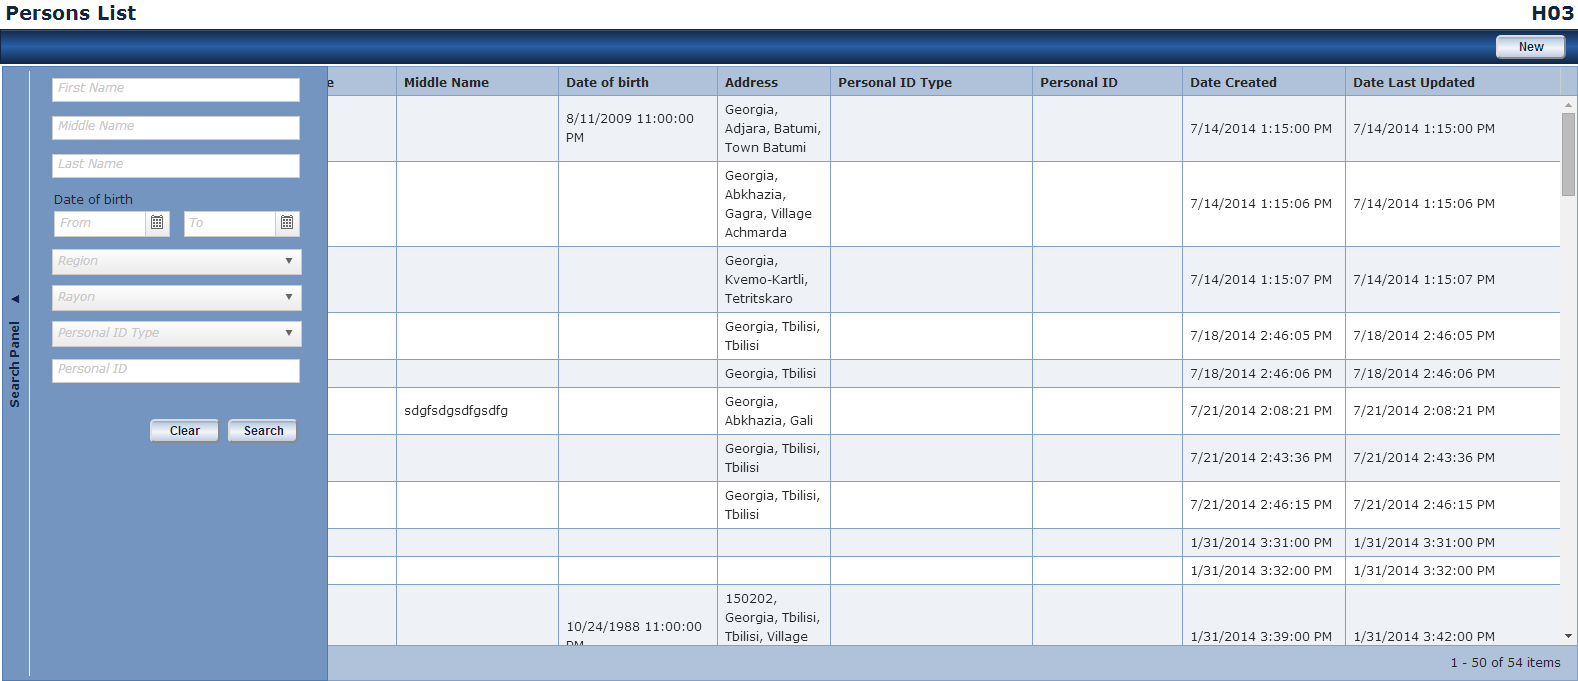 Persons List
H03
New
First Name
Middle Name
Last Name
Date of birth
From
To
Region
Rayon
Personal ID Type
Personal ID
Clear
Search
Search Panel
e
Middle Name
Date of birth
Address
Personal ID Type
Personal ID
Date Created
Date Last Updated
8/11/2009 11:00:00
PM
Georgia,
Adjara, Batumi,
Town Batumi
7/14/2014 1:15:00 PM
7/14/2014 1:15:00 PM
Georgia,
Abkhazia,
Gagra, Village
Achmarda
7/14/2014 1:15:06 PM
7/14/2014 1:15:06 PM
Georgia,
Kvemo-Kartli,
Tetritskaro
7/14/2014 1:15:07 PM
7/14/2014 1:15:07 PM
Georgia, Tbilisi,
Tbilisi
7/18/2014 2:46:05 PM
7/18/2014 2:46:05 PM
Georgia, Tbilisi
7/18/2014 2:46:06 PM
7/18/2014 2:46:06 PM
sdgfsdgsdfgsdfg
Georgia,
Abkhazia, Gali
7/21/2014 2:08:21 PM
7/21/2014 2:08:21 PM
Georgia, Tbilisi,
Tbilisi
7/21/2014 2:43:36 PM
7/21/2014 2:43:36 PM
Georgia, Tbilisi,
Tbilisi
7/21/2014 2:46:15 PM
7/21/2014 2:46:15 PM
1/31/2014 3:31:00 PM
1/31/2014 3:31:00 PM
1/31/2014 3:32:00 PM
1/31/2014 3:32:00 PM
10/24/1988 11:00:00
PM
150202,
Georgia, Tbilisi,
Tbilisi, Village
1/31/2014 3:39:00 PM
1/31/2014 3:42:00 PM
1 - 50 of 54 items